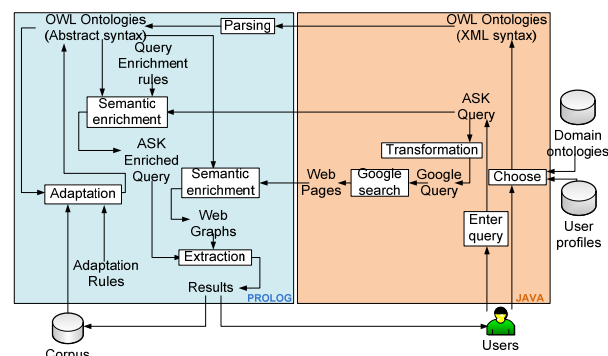 OWL Ontologies
(Abstract syntax)
Parsing
OWL Ontologies
(XML syntax)
Query
Enrichment
rules
Semantic
enrichment
ASK
Query
Domain
ontologies
ASK
Enriched
Query
Transformation
Semantic
enrichment
Web
Pages
Google
search
Google
Query
Choose
Adaptation
User
profiles
Web
Graphs
Enter
query
Extraction
Adaptation
Rules
Results
PROLOG
JAVA
Corpus
Users